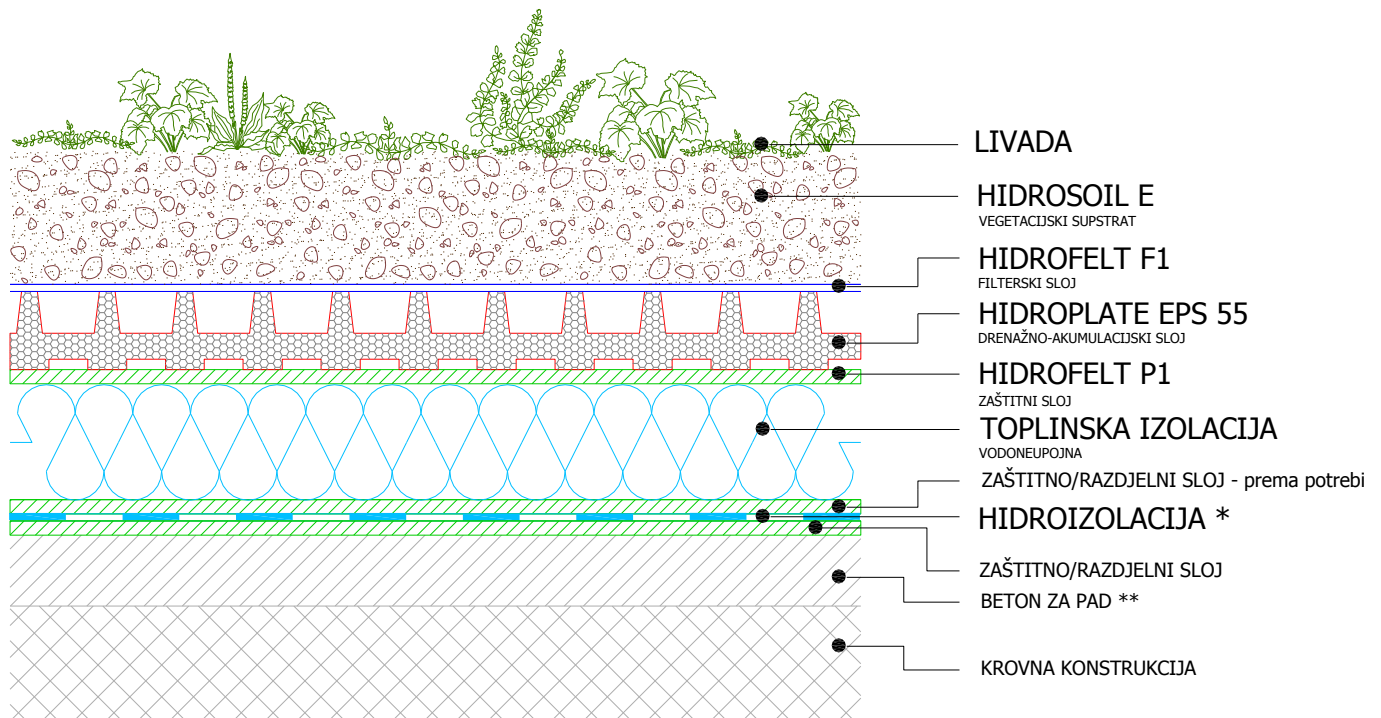 LIVADA
HIDROSOIL E
VEGETACIJSKI SUPSTRAT
HIDROFELT F1
FILTERSKI SLOJ
HIDROPLATE EPS 55
DRENAŽNO-AKUMULACIJSKI SLOJ
HIDROFELT P1
ZAŠTITNI SLOJ
TOPLINSKA IZOLACIJA
VODONEUPOJNA
ZAŠTITNO/RAZDJELNI SLOJ - prema potrebi
HIDROIZOLACIJA *
ZAŠTITNO/RAZDJELNI SLOJ
BETON ZA PAD **
KROVNA KONSTRUKCIJA